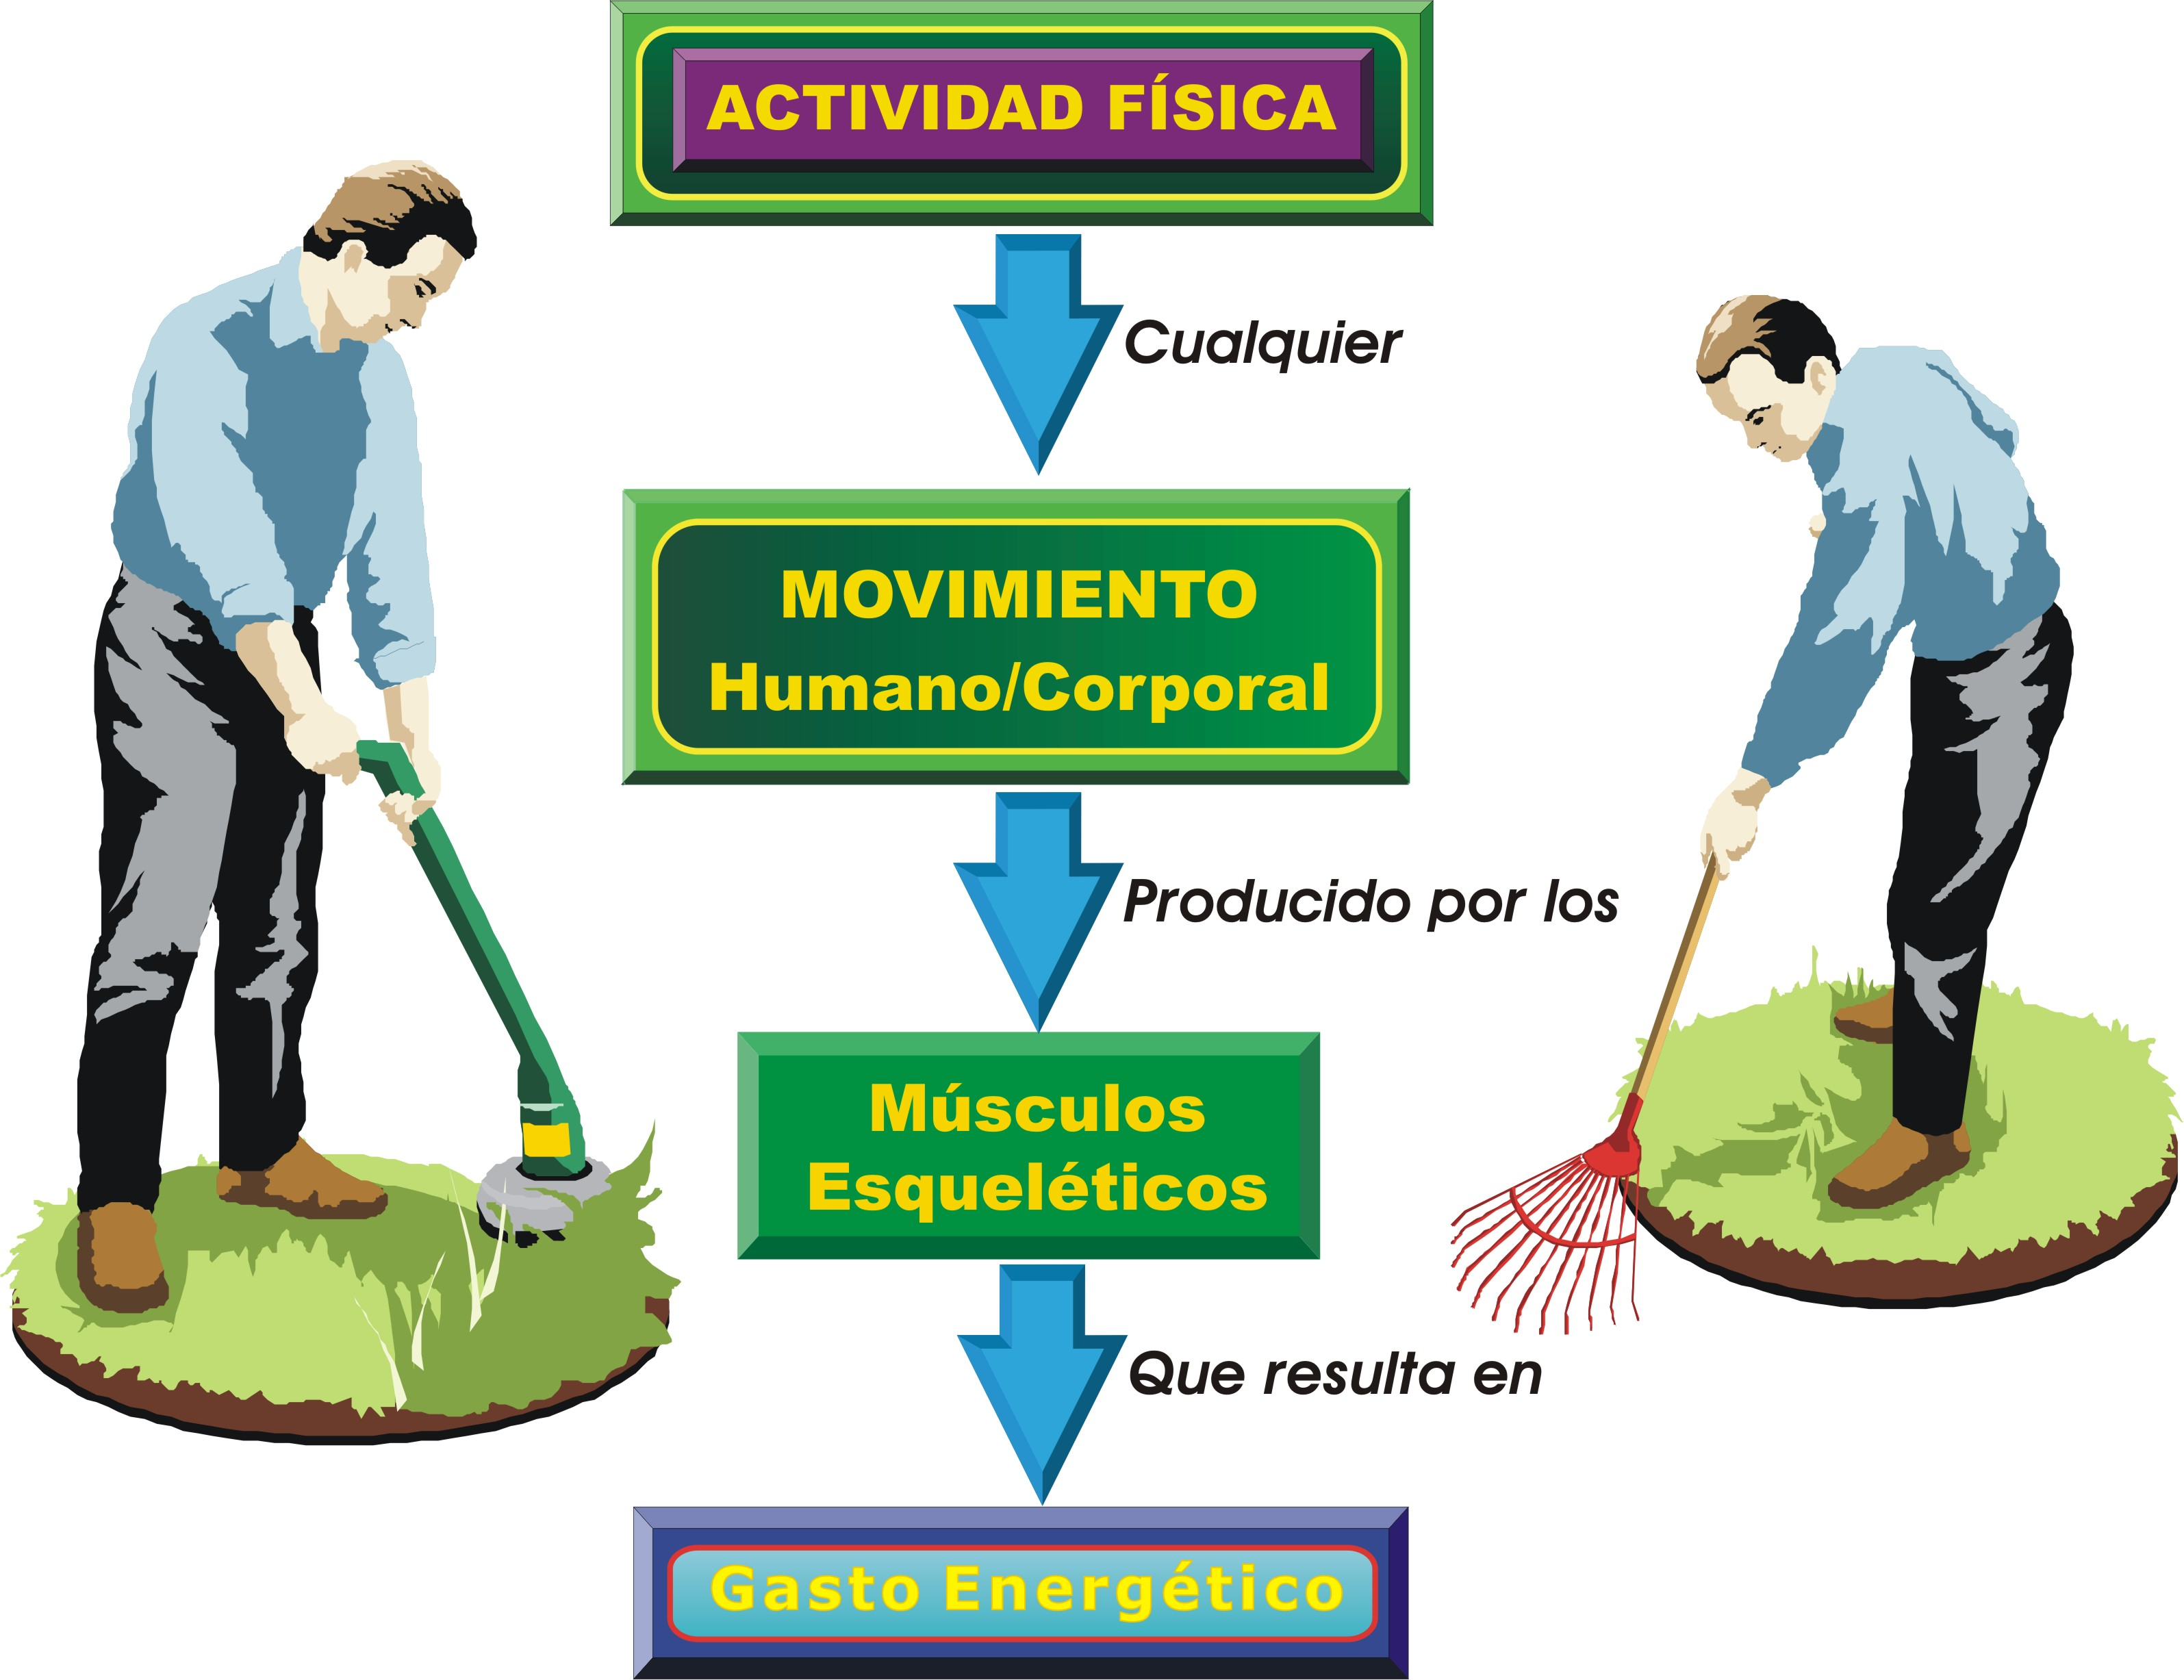 ACTIVIDAD FÍSICA
Cualquier
MOVIMIENTO
Humano/Corporal
Producido por los
Músculos
Esqueléticos
Que resulta en
Gasto Energético